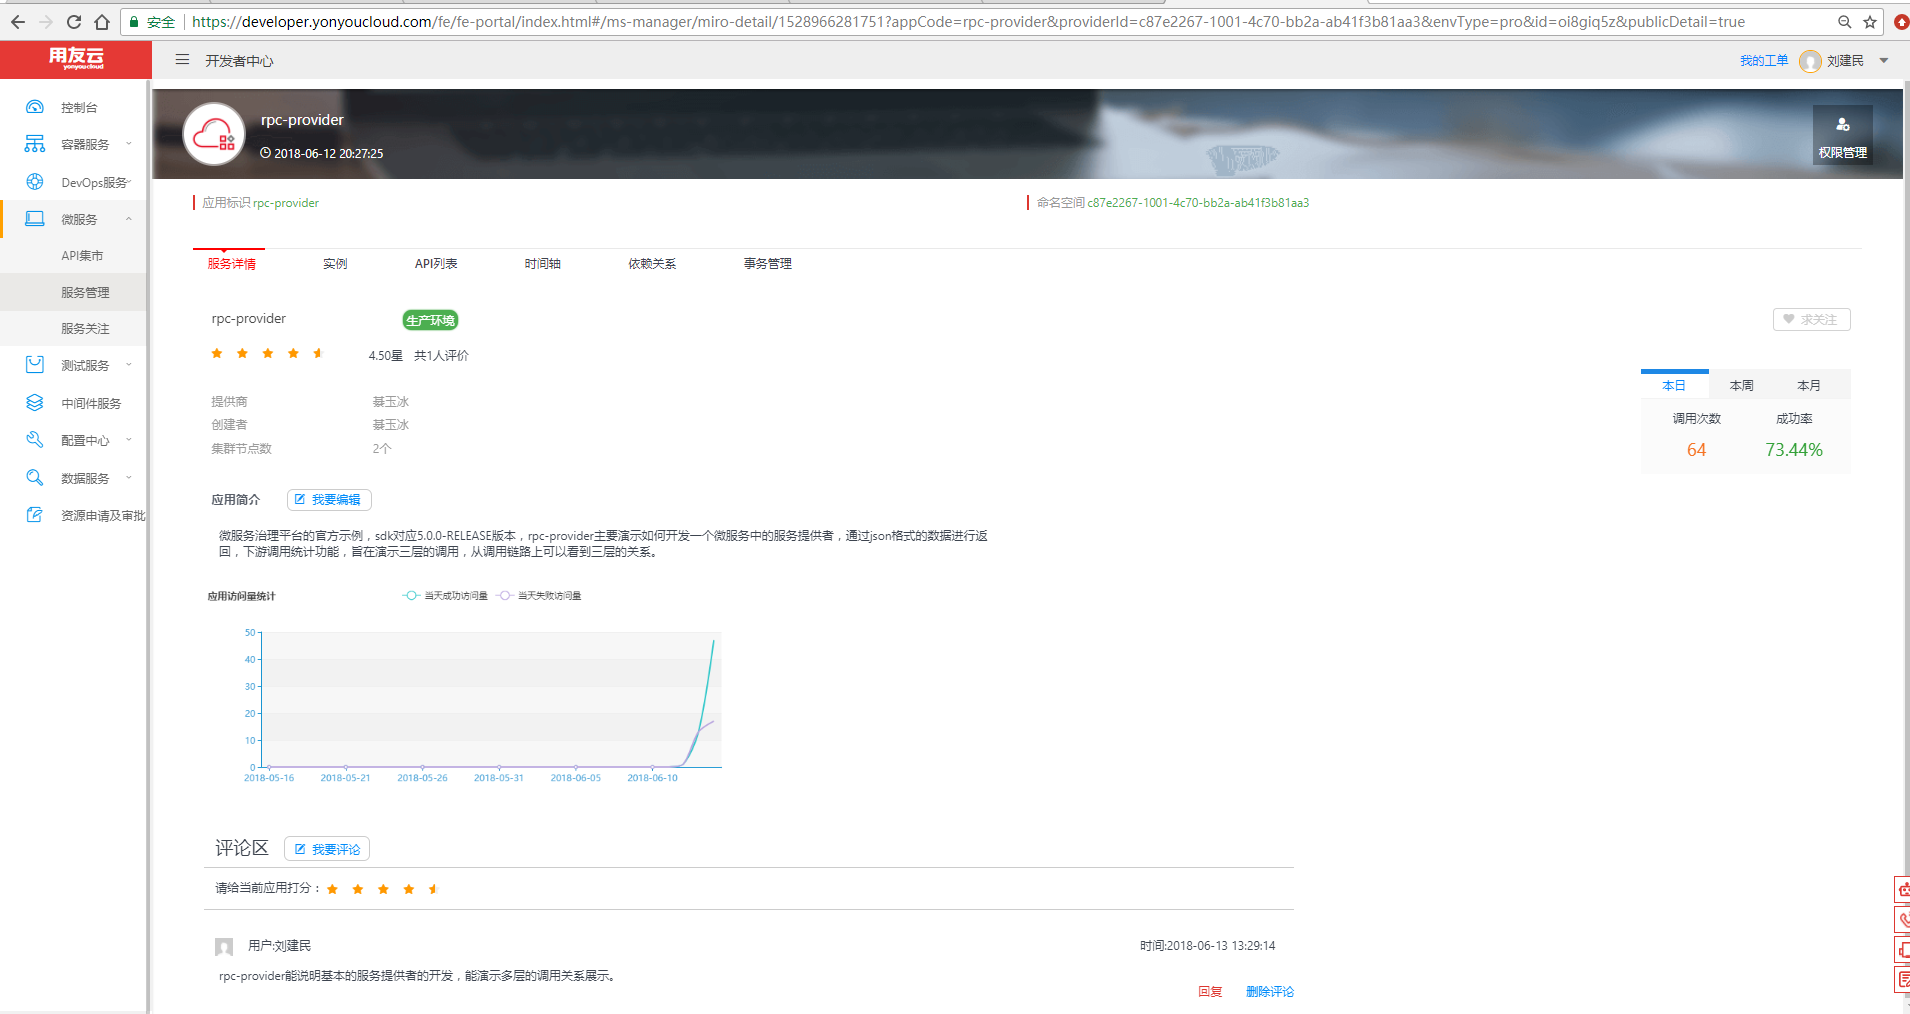 安全 https://developer.yonyoucloud.com/fe/fe-portal/index.html#/ms-manager/miro-detail/1528966281751?appCode=rpc-provider&providerId=c87e2267-1001-4c70-bb2a-ab41f3b81aa3&envType=pro&id=oi8giq5z&publicDetail=true
用友云
yonyoucloud
开发者中心
我的工单 刘建民
控制台
容器服务
DevOps服务
微服务
API集市
服务管理
服务关注
测试服务
中间件服务
配置中心
数据服务
资源申请及审批
rpc-provider
2018-06-12 20:27:25
权限管理
应用标识 rpc-provider
命名空间 c87e2267-1001-4c70-bb2a-ab41f3b81aa3
服务详情 实例 API列表 时间轴 依赖关系 事务管理
rpc-provider 生产环境
求关注
4.50星 共1人评价
提供商 綦玉冰
创建者 綦玉冰
集群节点数 2个
本日 本周 本月
调用次数 成功率
64 73.44%
应用简介 我要编辑
微服务治理平台的官方示例，sdk对应5.0.0-RELEASE版本，rpc-provider主要演示如何开发一个微服务中的服务提供者，通过json格式的数据进行返
回，下游调用统计功能，旨在演示三层的调用，从调用链路上可以看到三层的关系。
应用访问量统计 当天成功访问量 当天失败访问量
50
40
30
20
10
0
2018-05-16 2018-05-21 2018-05-26 2018-05-31 2018-06-05 2018-06-10
评论区 我要评论
请给当前应用打分：
用户:刘建民 时间:2018-06-13 13:29:14
rpc-provider能说明基本的服务提供者的开发，能演示多层的调用关系展示。
回复 删除评论